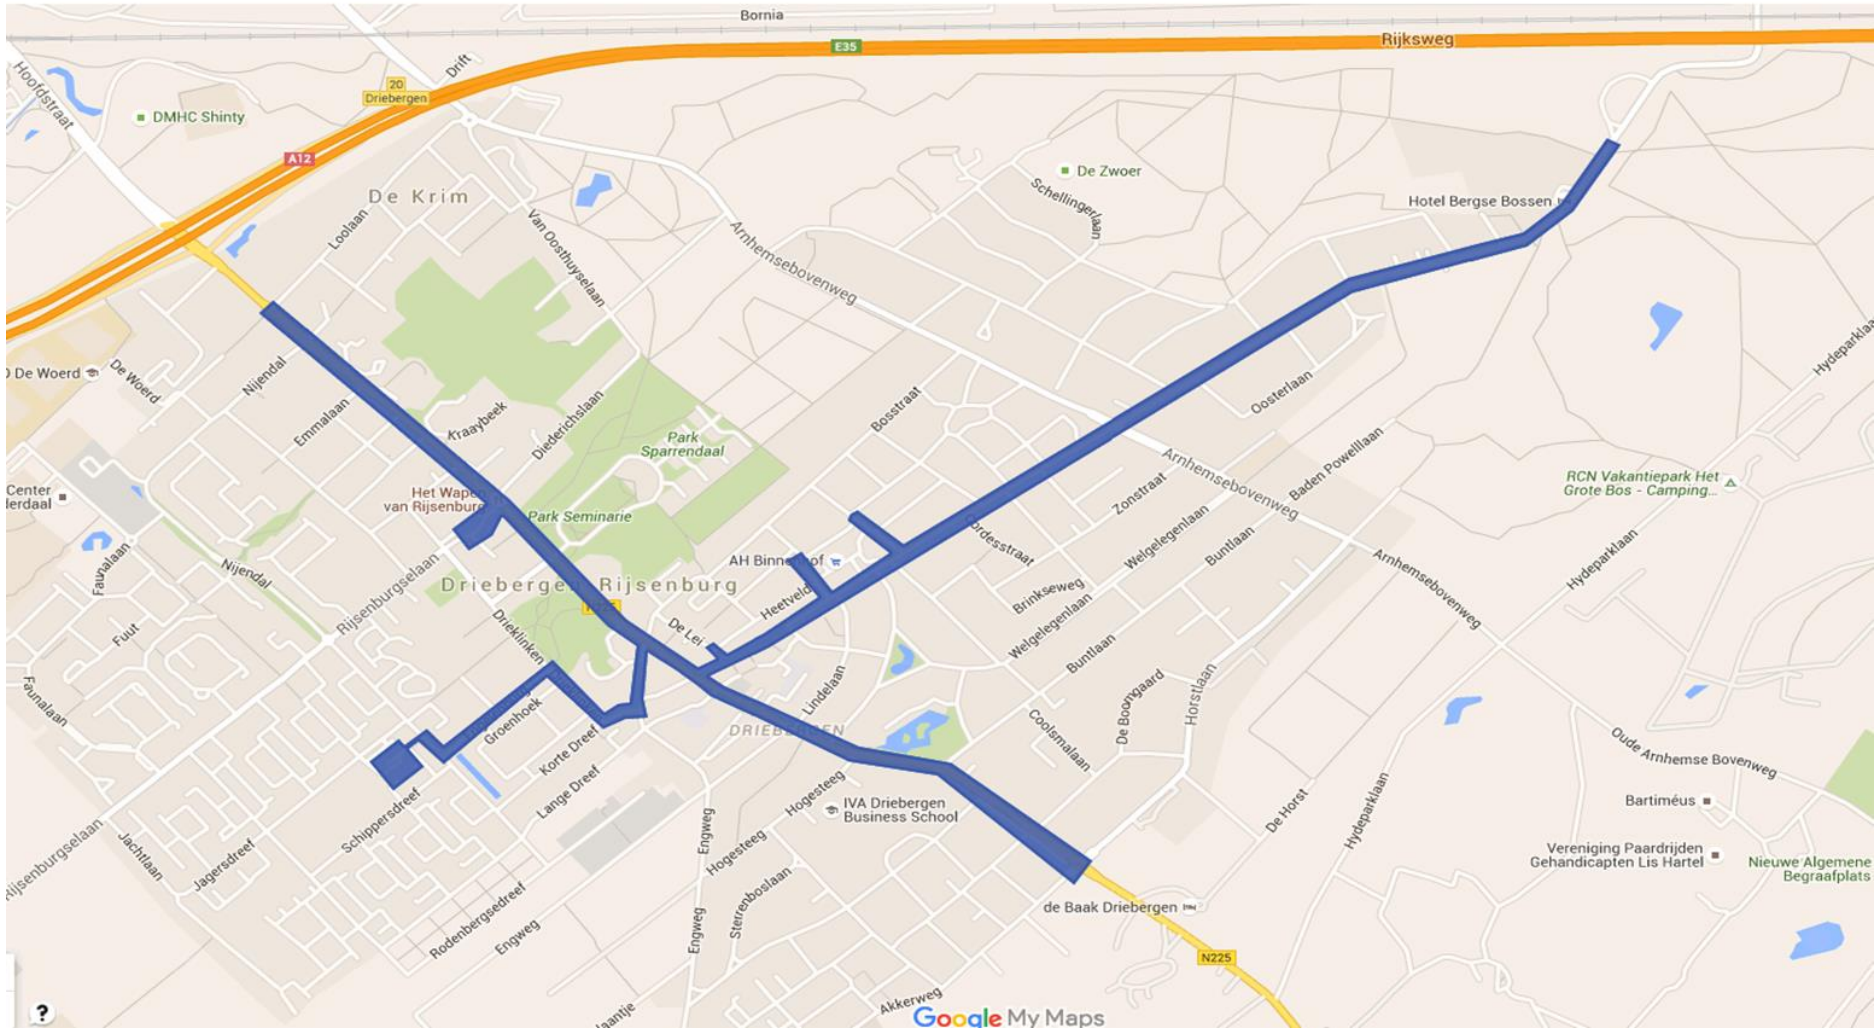 Bornia
E35
Rijksweg
Hoofdstraat
Drift
20
Driebergen
DMHC Shinty
A12
De Krim
De Zwoer
Schellingerlaan
Hotel Bergse Bossen
Loolaan
Van Oosthuyselaan
Arnhemsebovenweg
Hydeparklaan
De Woerd
De Woerd
Nijendal
Emmalaan
Kraaybeek
Diederichslaan
Bosstraat
Oosterlaan
Park
Sparrendaal
Baden Powelllaan
Arnhemsebovenweg
Center
Het Wapen
van Rijsenburg
Park Seminarie
Zonstraat
RCN Vakantiepark Het
Grote Bos - Camping...
Faunalaan
Nijendal
Rijsenburgselaan
AH Binnenhof
Welgelegenlaan
Buntlaan
Arnhemsebovenweg
Hydeparklaan
Driebergen-Rijsenburg
Heetveld
Brinkseweg
Fuut
Drieklinken
De Lei
Welgelegenlaan
Buntlaan
Faunalaan
Groenhoek
Lindelaan
De Boomgaard
Horstlaan
DRIEBERGEN
Korte Dreef
Coolsmalaan
Oude Arnhemse Bovenweg
Lange Dreef
Hogesteeg
IVA Driebergen
Business School
De Horst
Hydeparklaan
Bartiméus
Schippersdreef
Engweg
Hogesteeg
Rijsenburgselaan
Jachtlaan
Jagersdreef
Vereniging Paardrijden
Gehandicapten Lis Hartel
Nieuwe Algemene
Begraafplats
Sterrenboslaan
de Baak Driebergen
Rodenbergsedreef
Engweg
Engweg
N225
Akkerweg
laantje
?
Google My Maps